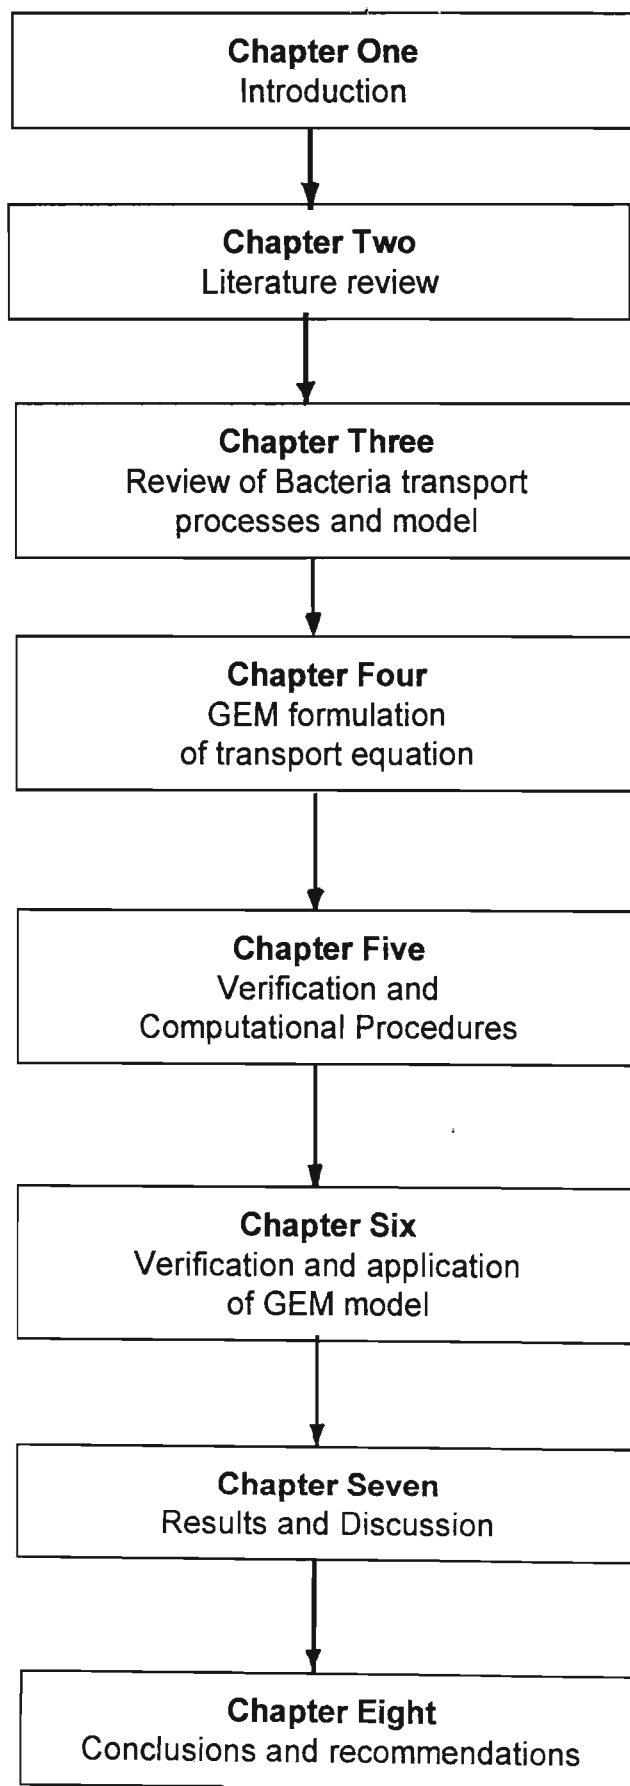 Chapter One
Introduction
Chapter Two
Literature review
Chapter Three
Review of Bacteria transport
processes and model
Chapter Four
GEM formulation
of transport equation
Chapter Five
Verification and
Computational Procedures
Chapter Six
Verification and application
of GEM model
Chapter Seven
Results and Discussion
Chapter Eight
Conclusions and recommendations